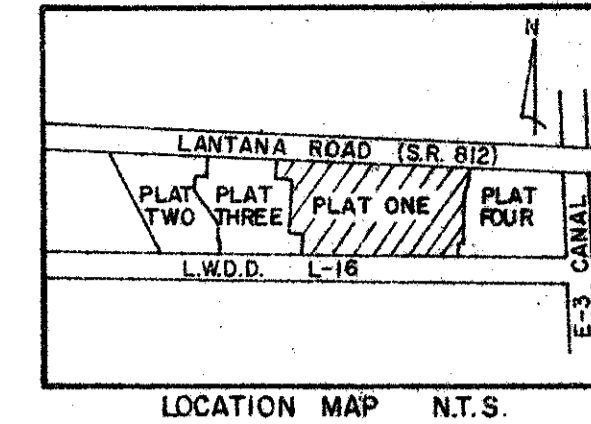 N
LANTANA ROAD (S.R. 812)
PLAT TWO
PLAT THREE
PLAT ONE
PLAT FOUR
E-3 CANAL
L.W.D.D. L-16
LOCATION MAP N.T.S.